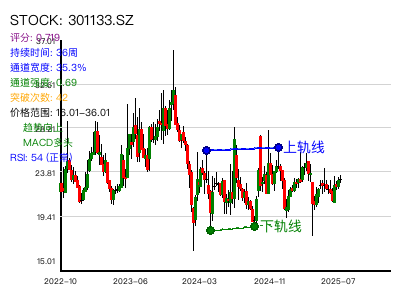 STOCK: 301133.SZ
评分: 0.719
37.01
持续时间: 36周
通道宽度: 35.3%
通道强度: 0.69
突破次数: 42
价格范围: 15.01-36.01
MACD多头
RSI: 54 (正常)
上轨线
23.81
19.41
下轨线
15.01
2022-10
2023-06
2024-03
2024-11
2025-07